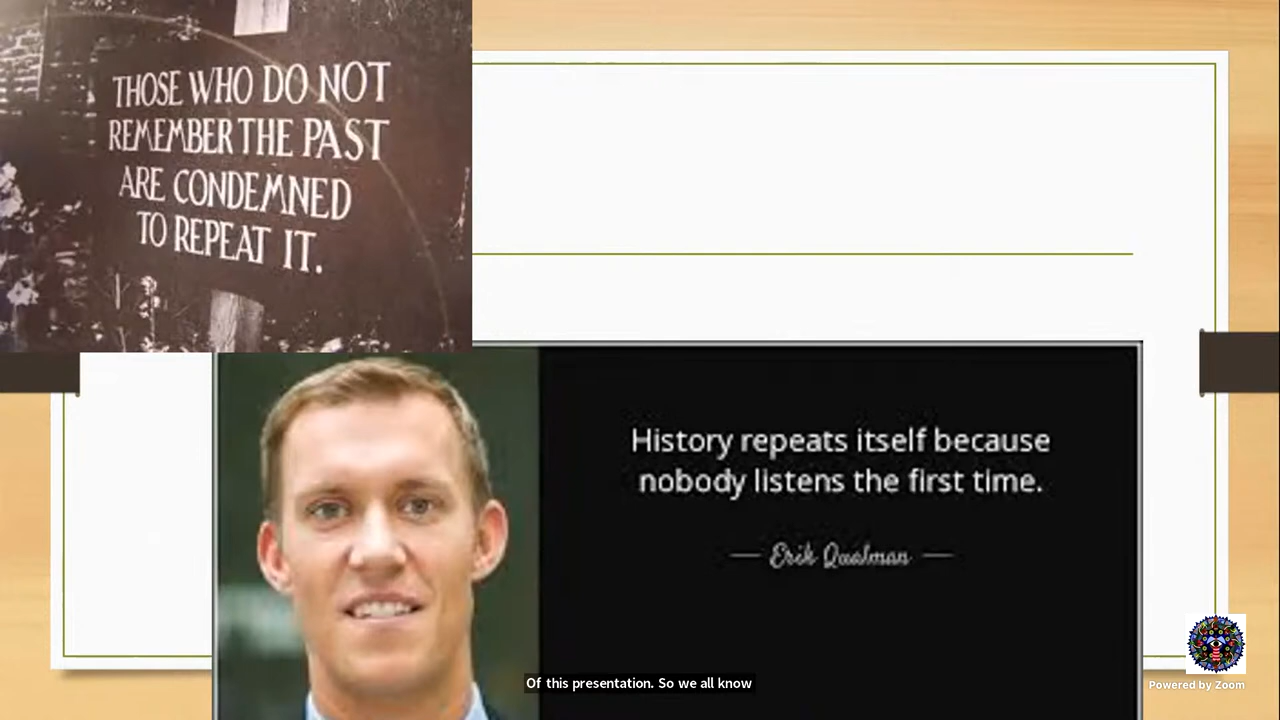 THOSE WHO DO NOT
REMEMBER THE PAST
ARE CONDEMNED
TO REPEAT IT.
History repeats itself because
nobody listens the first time.
— Erik Qualman —
Of this presentation. So we all know
Powered by Zoom